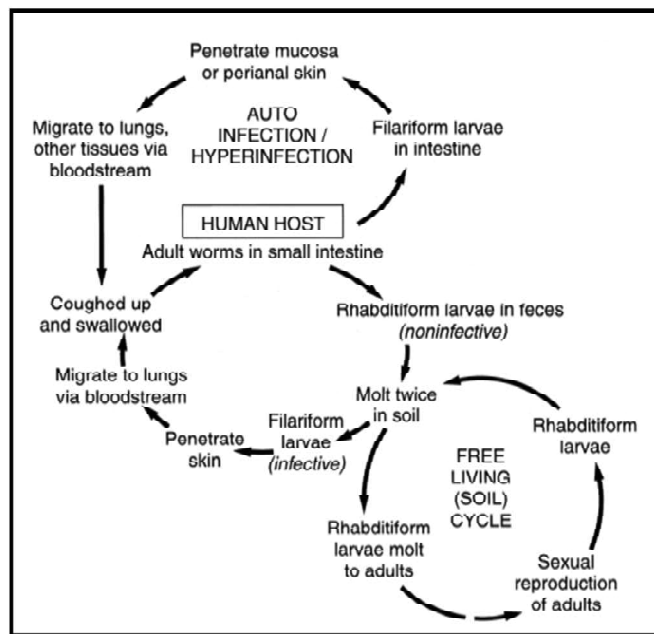 Penetrate mucosa
or perianal skin
AUTO
INFECTION /
HYPERINFECTION
Migrate to lungs,
other tissues via
bloodstream
Filariform larvae
in intestine
HUMAN HOST
Adult worms in small intestine
Coughed up
and swallowed
Rhabditiform larvae in feces
(noninfective)
Migrate to lungs
via bloodstream
Molt twice
in soil
Filariform
larvae
(infective)
Penetrate
skin
Rhabditiform
larvae
FREE
LIVING
(SOIL)
CYCLE
Rhabditiform
larvae molt
to adults
Sexual
reproduction
of adults